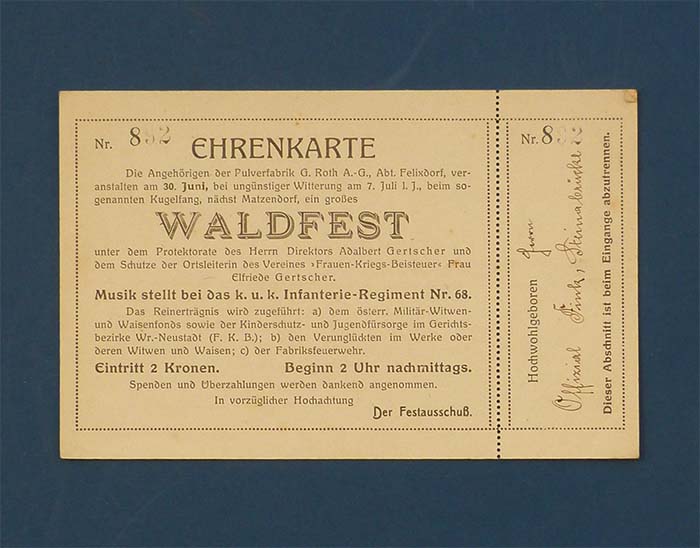 Nr. 892
EHRENKARTE
Die Angehörigen der Pulverfabrik G. Roth A.-G., Abt. Felixdorf, ver-
anstalten am 30. Juni, bei ungünstiger Witterung am 7. Juli l. J., beim so-
genannten Kugelfang, nächst Matzendorf, ein großes
WALDFEST
unter dem Protektorate des Herrn Direktors Adalbert Gertscher und
dem Schutze der Ortsleiterin des Vereines ›Frauen-Kriegs-Beisteuer‹ Frau
Elfriede Gertscher.
Musik stellt bei das k. u. k. Infanterie-Regiment Nr. 68.
Das Reinerträgnis wird zugeführt: a) dem österr. Militär-Witwen-
und Waisenfonds sowie der Kinderschutz- und Jugendfürsorge im Gerichts-
bezirke Wr.-Neustadt (F. K. B.); b) den Verunglückten im Werke oder
deren Witwen und Waisen; c) der Fabriksfeuerwehr.
Eintritt 2 Kronen. Beginn 2 Uhr nachmittags.
Spenden und Überzahlungen werden dankend angenommen.
In vorzüglicher Hochachtung
Der Festausschuß.
Nr. 892
Hochwohlgeboren Herrn
Offizial Fink, Steinabrückl
Dieser Abschnitt ist beim Eingange abzutrennen.